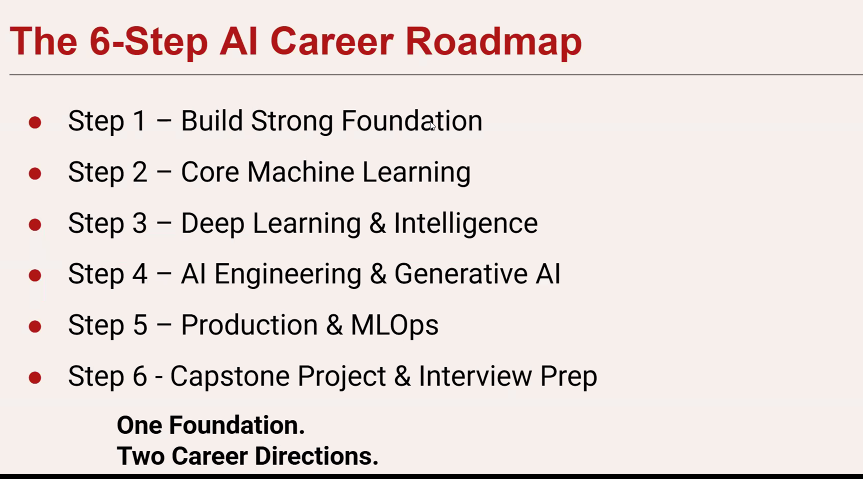 The 6-Step AI Career Roadmap
● Step 1 – Build Strong Foundation
● Step 2 – Core Machine Learning
● Step 3 – Deep Learning & Intelligence
● Step 4 – AI Engineering & Generative AI
● Step 5 – Production & MLOps
● Step 6 - Capstone Project & Interview Prep
One Foundation.
Two Career Directions.